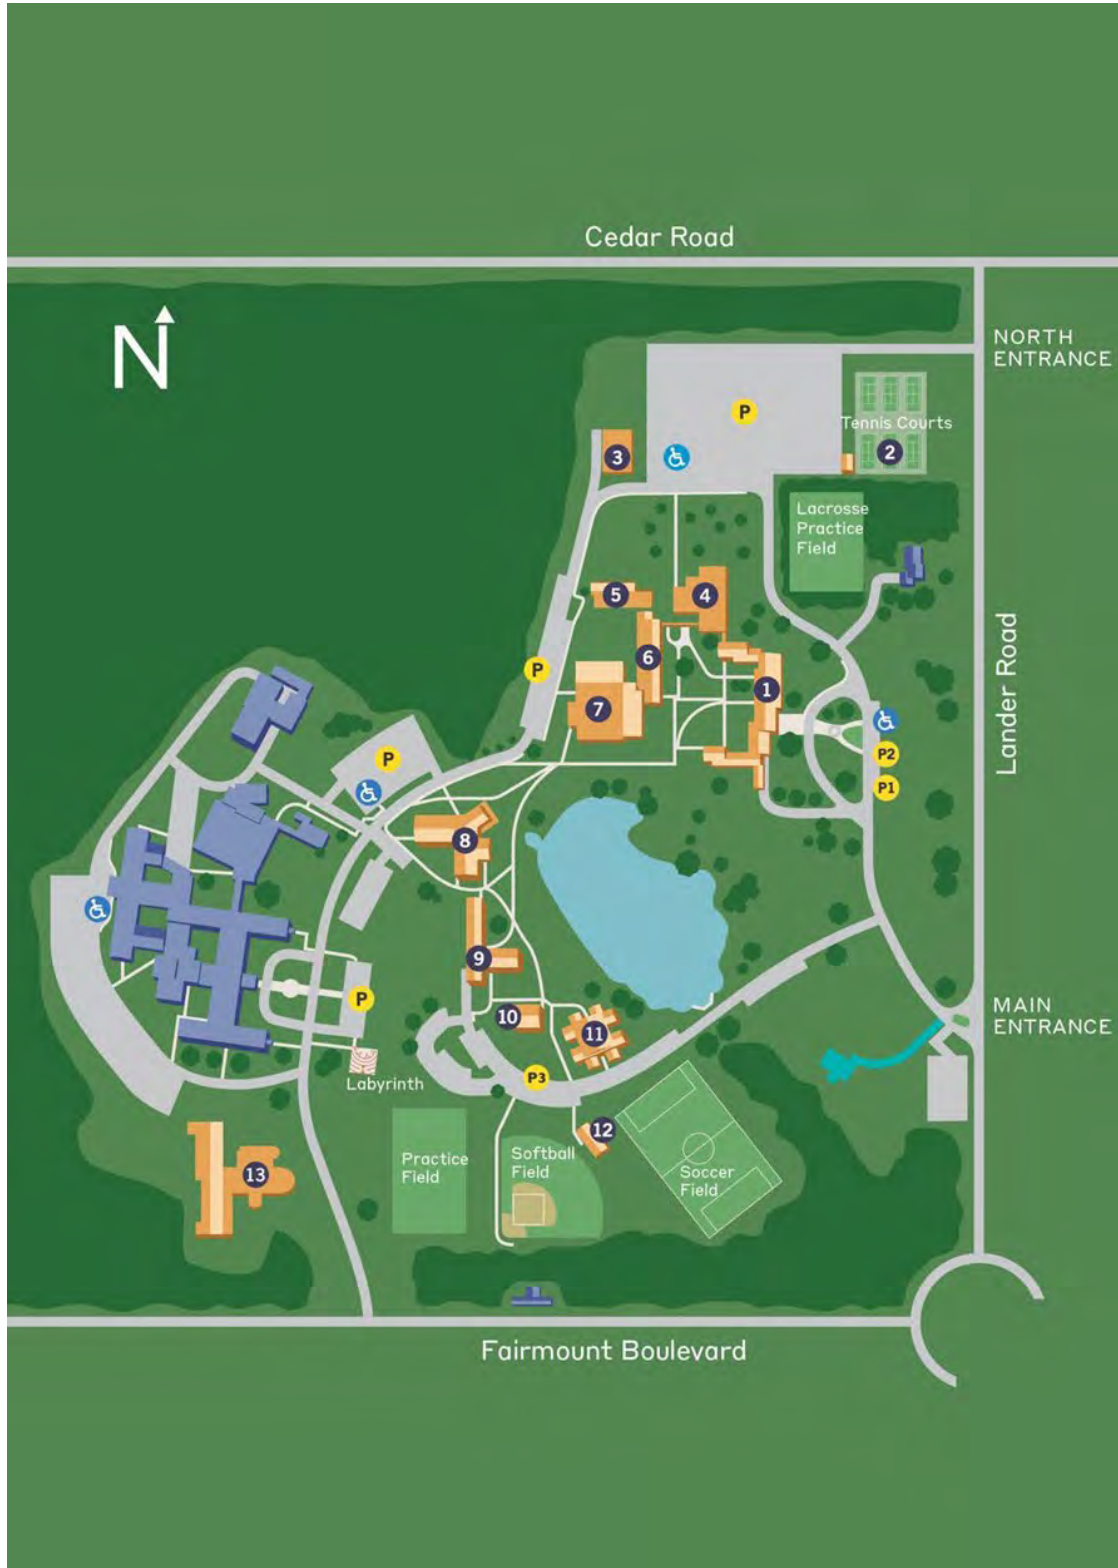 Cedar Road
N
NORTH
ENTRANCE
P
Tennis Courts
2
3
Lacrosse
Practice
Field
5
4
6
1
7
P
Lander Road
P2
P1
P
8
9
P
10
11
MAIN
ENTRANCE
Labyrinth
P3
12
13
Practice
Field
Softball
Field
Soccer
Field
Fairmount Boulevard